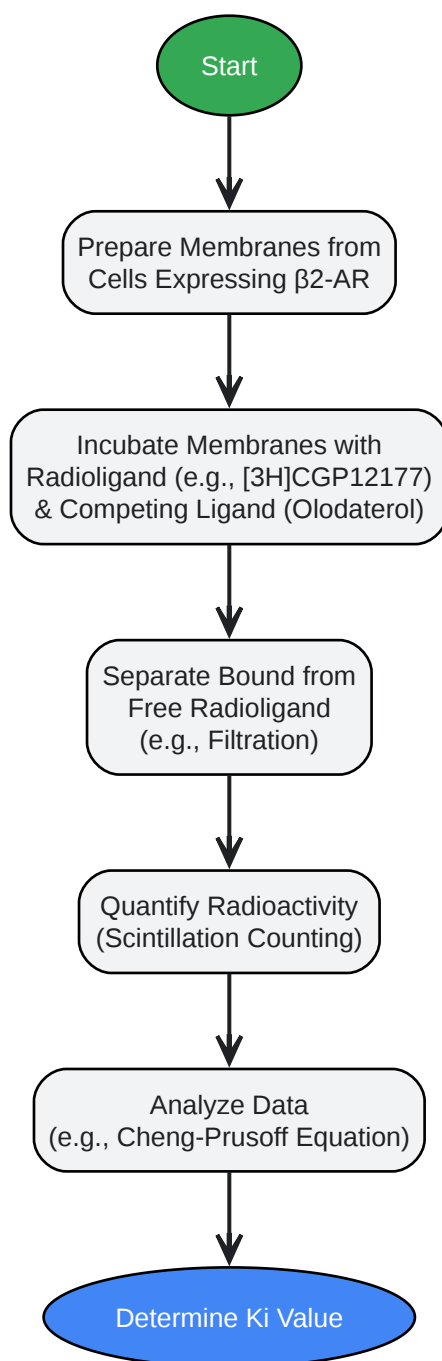 Start
Prepare Membranes from
Cells Expressing β2-AR
Incubate Membranes with
Radioligand (e.g., [3H]CGP12177)
& Competing Ligand (Olodaterol)
Separate Bound from
Free Radioligand
(e.g., Filtration)
Quantify Radioactivity
(Scintillation Counting)
Analyze Data
(e.g., Cheng-Prusoff Equation)
Determine Ki Value